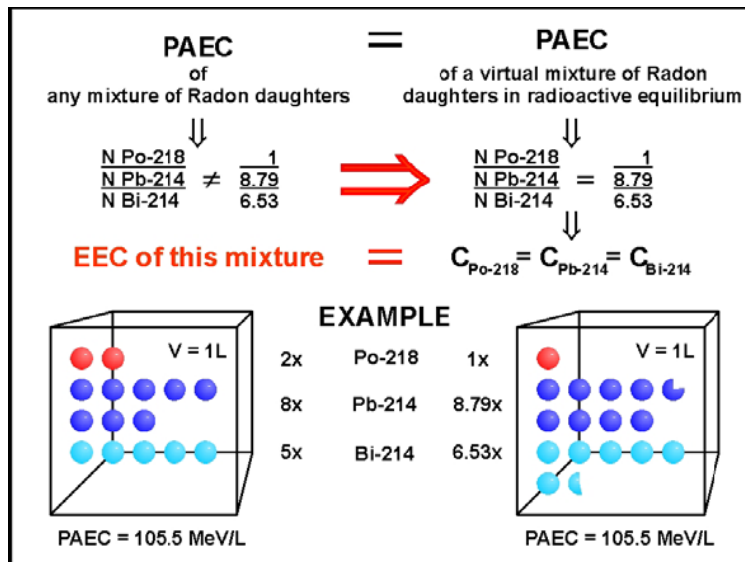 PAEC = PAEC
of
any mixture of Radon daughters
of a virtual mixture of Radon
daughters in radioactive equilibrium
⇓ ⇓
N Po-218 1 N Po-218 1
N Pb-214 ≠ 8.79 ⇒ N Pb-214 = 8.79
N Bi-214 6.53 N Bi-214 6.53
⇓
EEC of this mixture = C Po-218 = C Pb-214 = C Bi-214
EXAMPLE
V = 1L V = 1L
2x Po-218 1x
8x Pb-214 8.79x
5x Bi-214 6.53x
PAEC = 105.5 MeV/L PAEC = 105.5 MeV/L